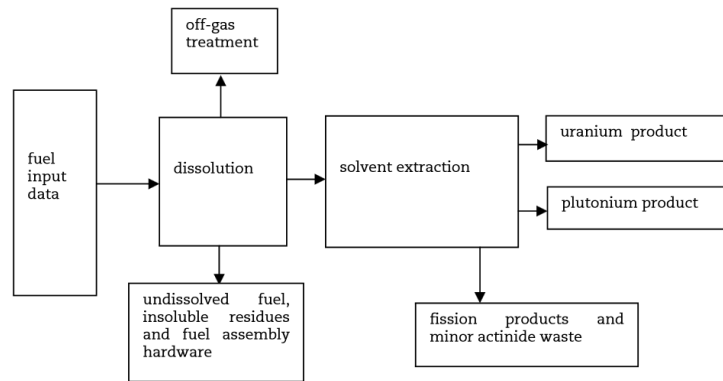 off-gas
treatment
fuel
input
data
dissolution
solvent extraction
uranium product
plutonium product
undissolved fuel,
insoluble residues
and fuel assembly
hardware
fission products and
minor actinide waste